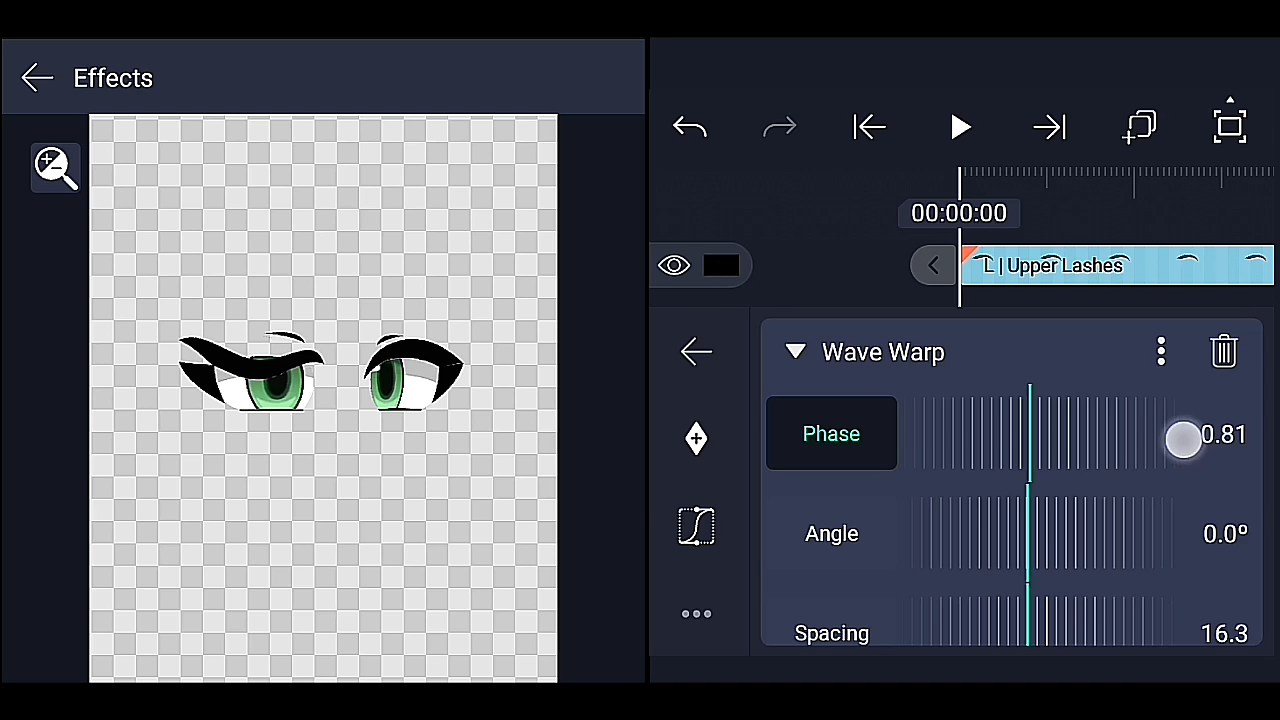 Effects
00:00:00
L | Upper Lashes
Wave Warp
Phase
0.81
Angle
0.0º
Spacing
16.3